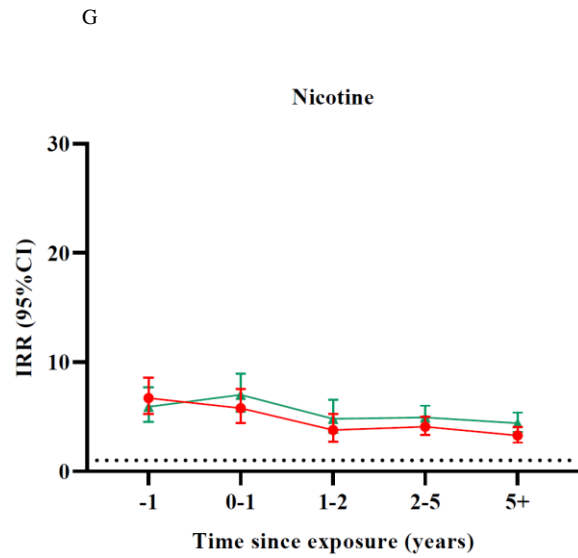 G
Nicotine
30
20
10
0
IRR (95%CI)
-1 0-1 1-2 2-5 5+
Time since exposure (years)